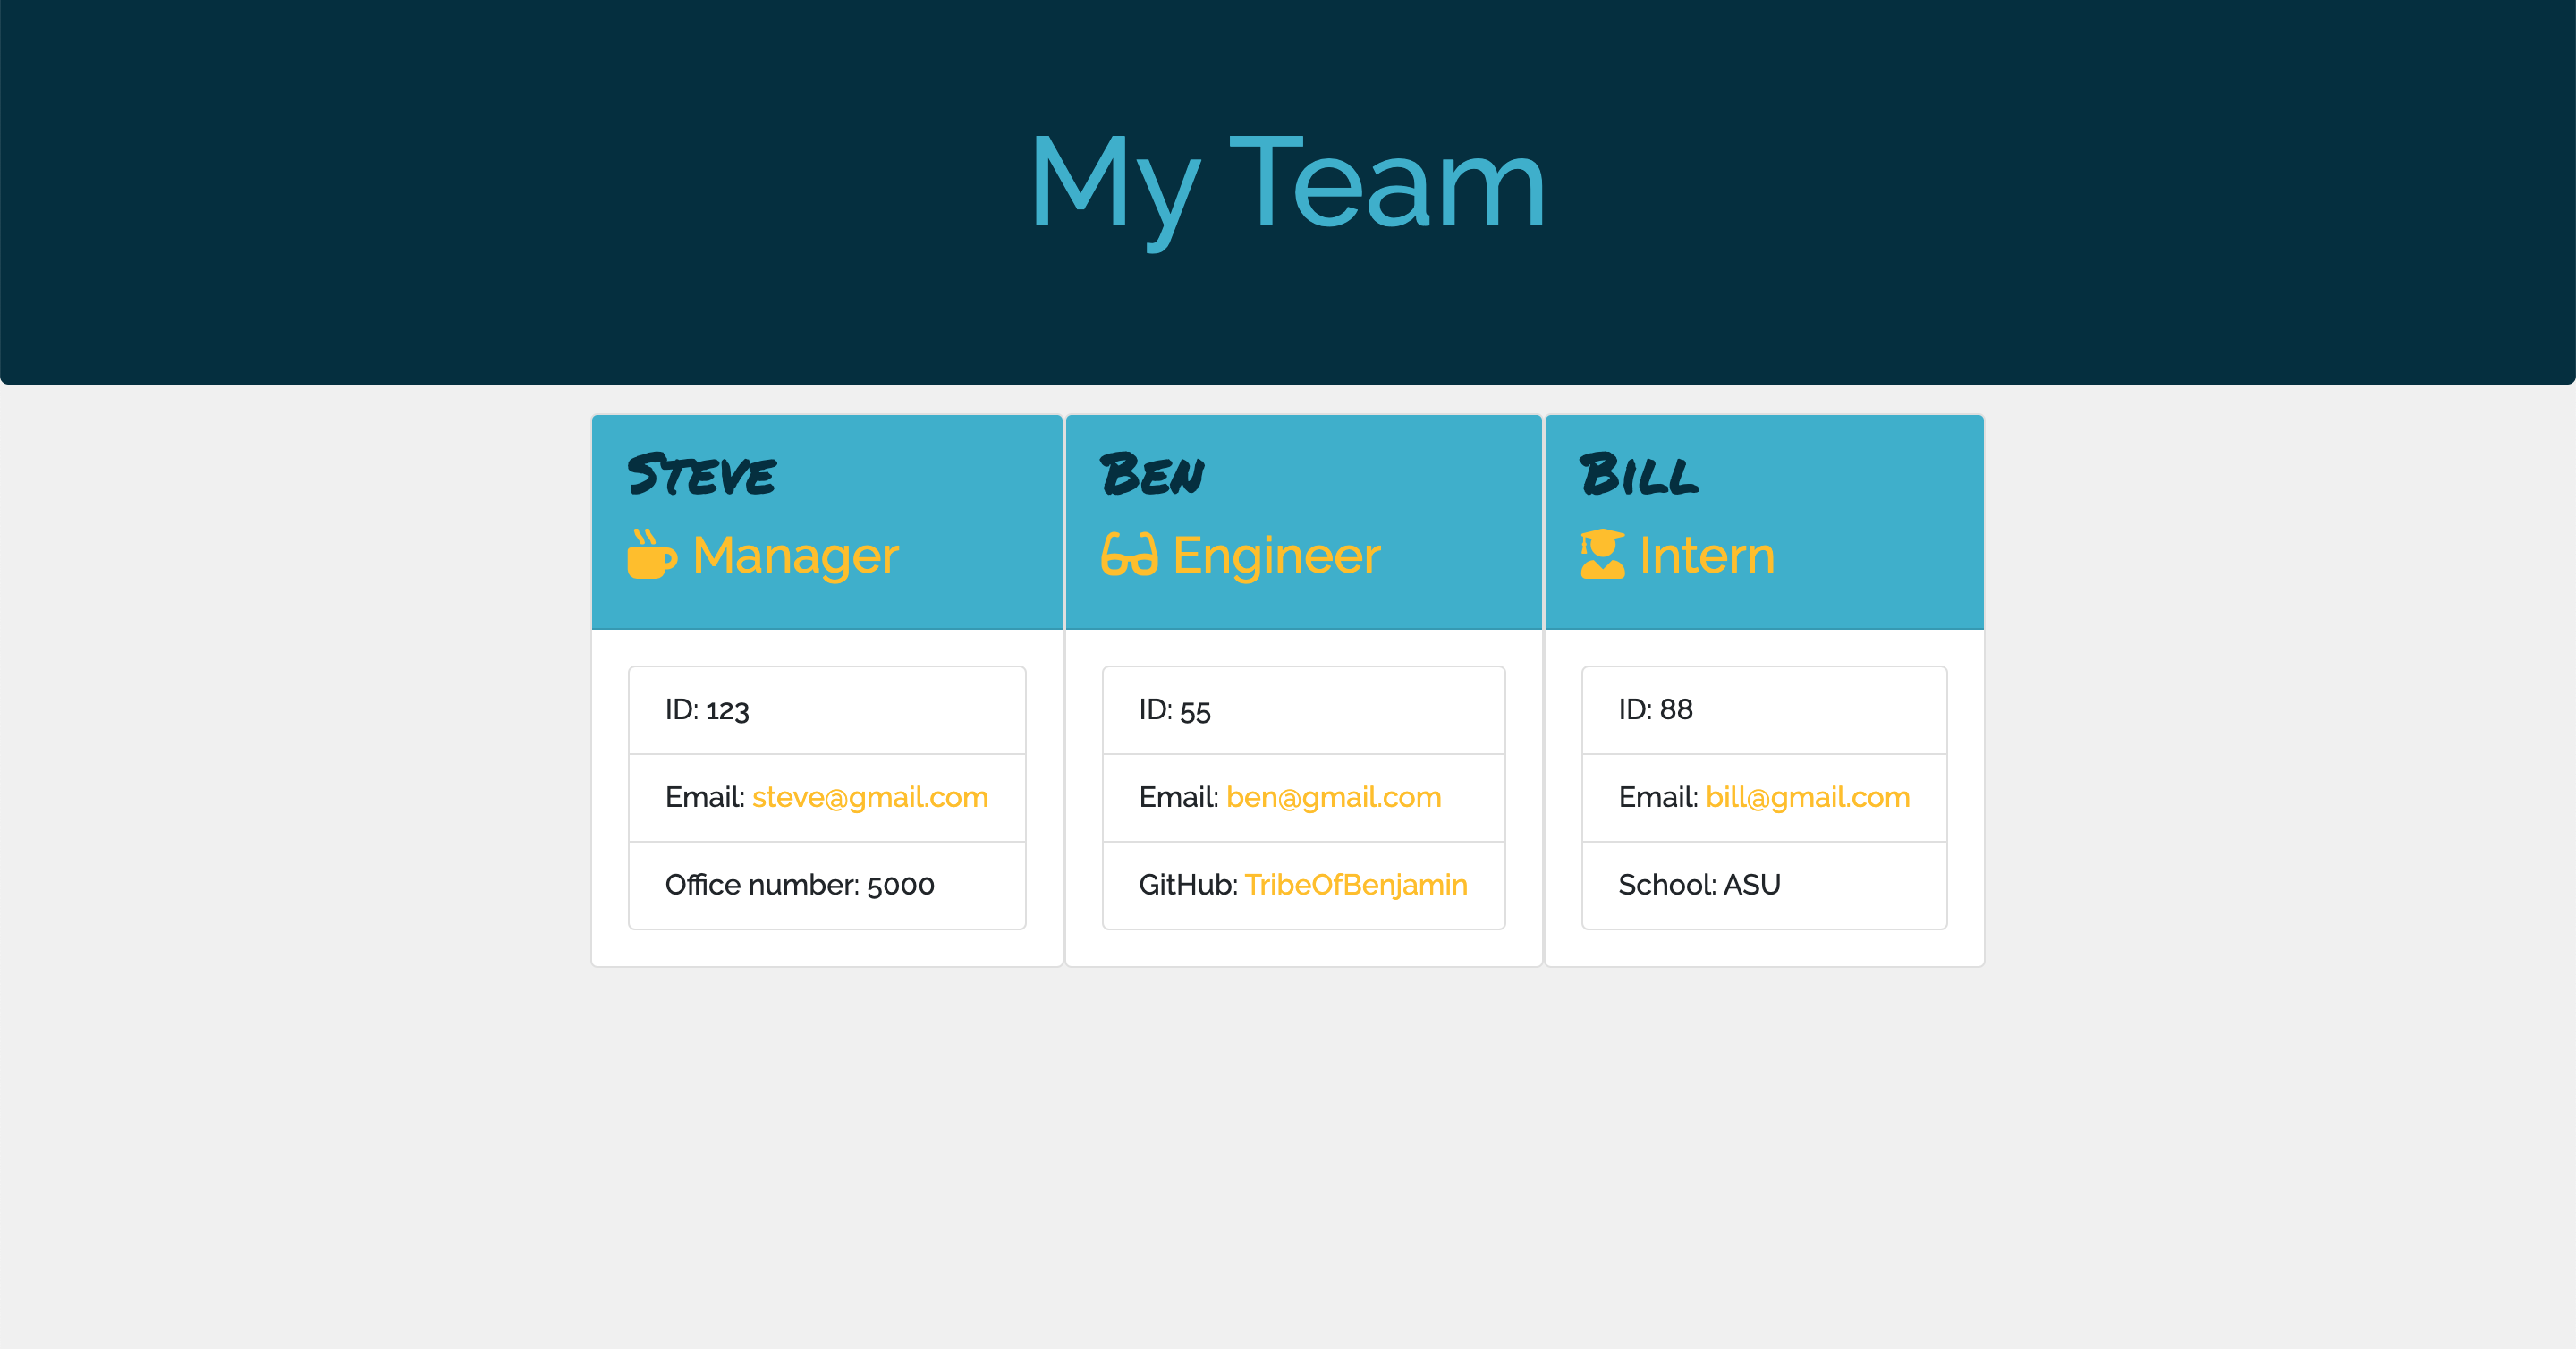 My Team
Steve
Manager
ID: 123
Email: steve@gmail.com
Office number: 5000
Ben
Engineer
ID: 55
Email: ben@gmail.com
GitHub: TribeOfBenjamin
Bill
Intern
ID: 88
Email: bill@gmail.com
School: ASU